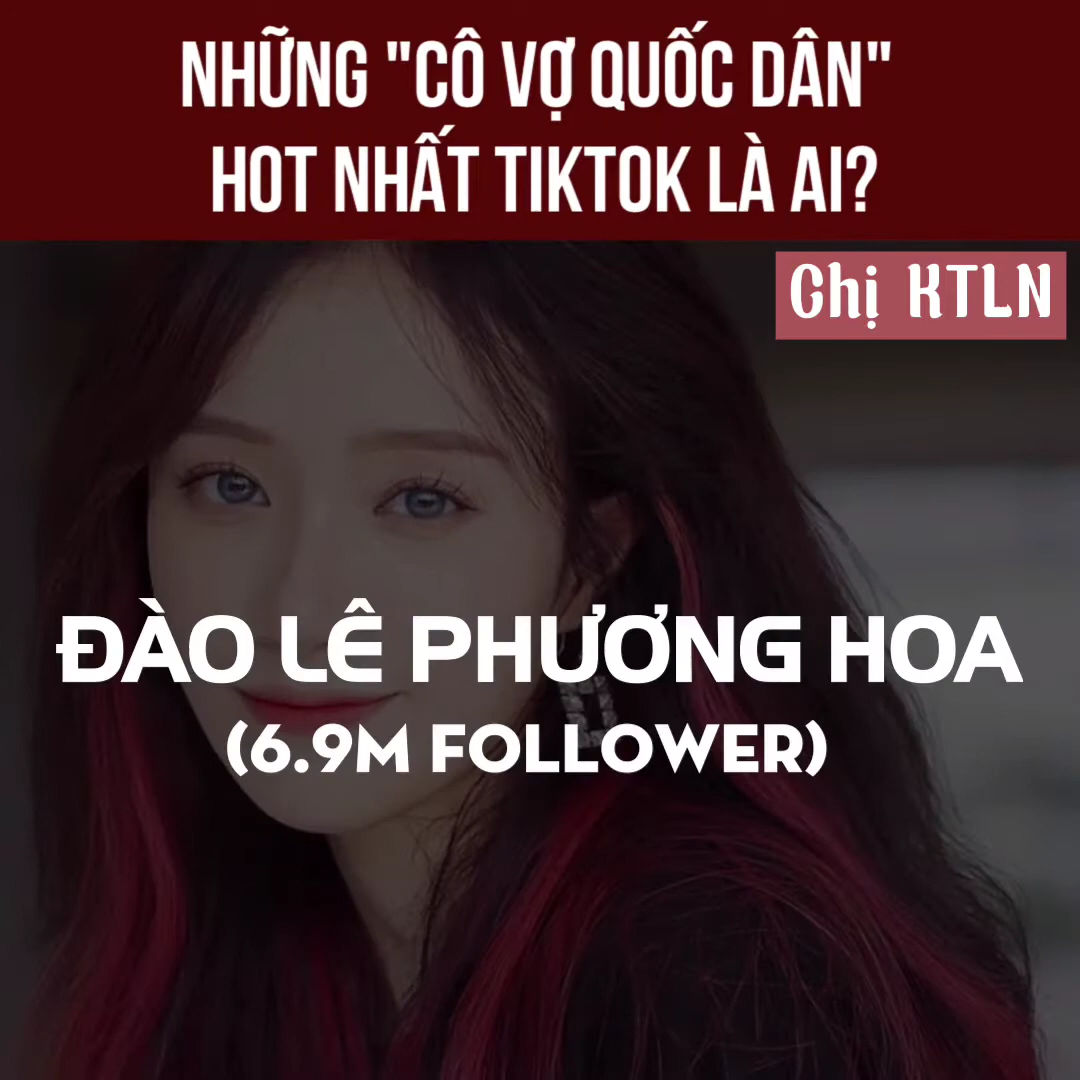 NHỮNG "CÔ VỢ QUỐC DÂN"
HOT NHẤT TIKTOK LÀ AI?
Chị KTLN
ĐÀO LÊ PHƯƠNG HOA
(6.9M FOLLOWER)